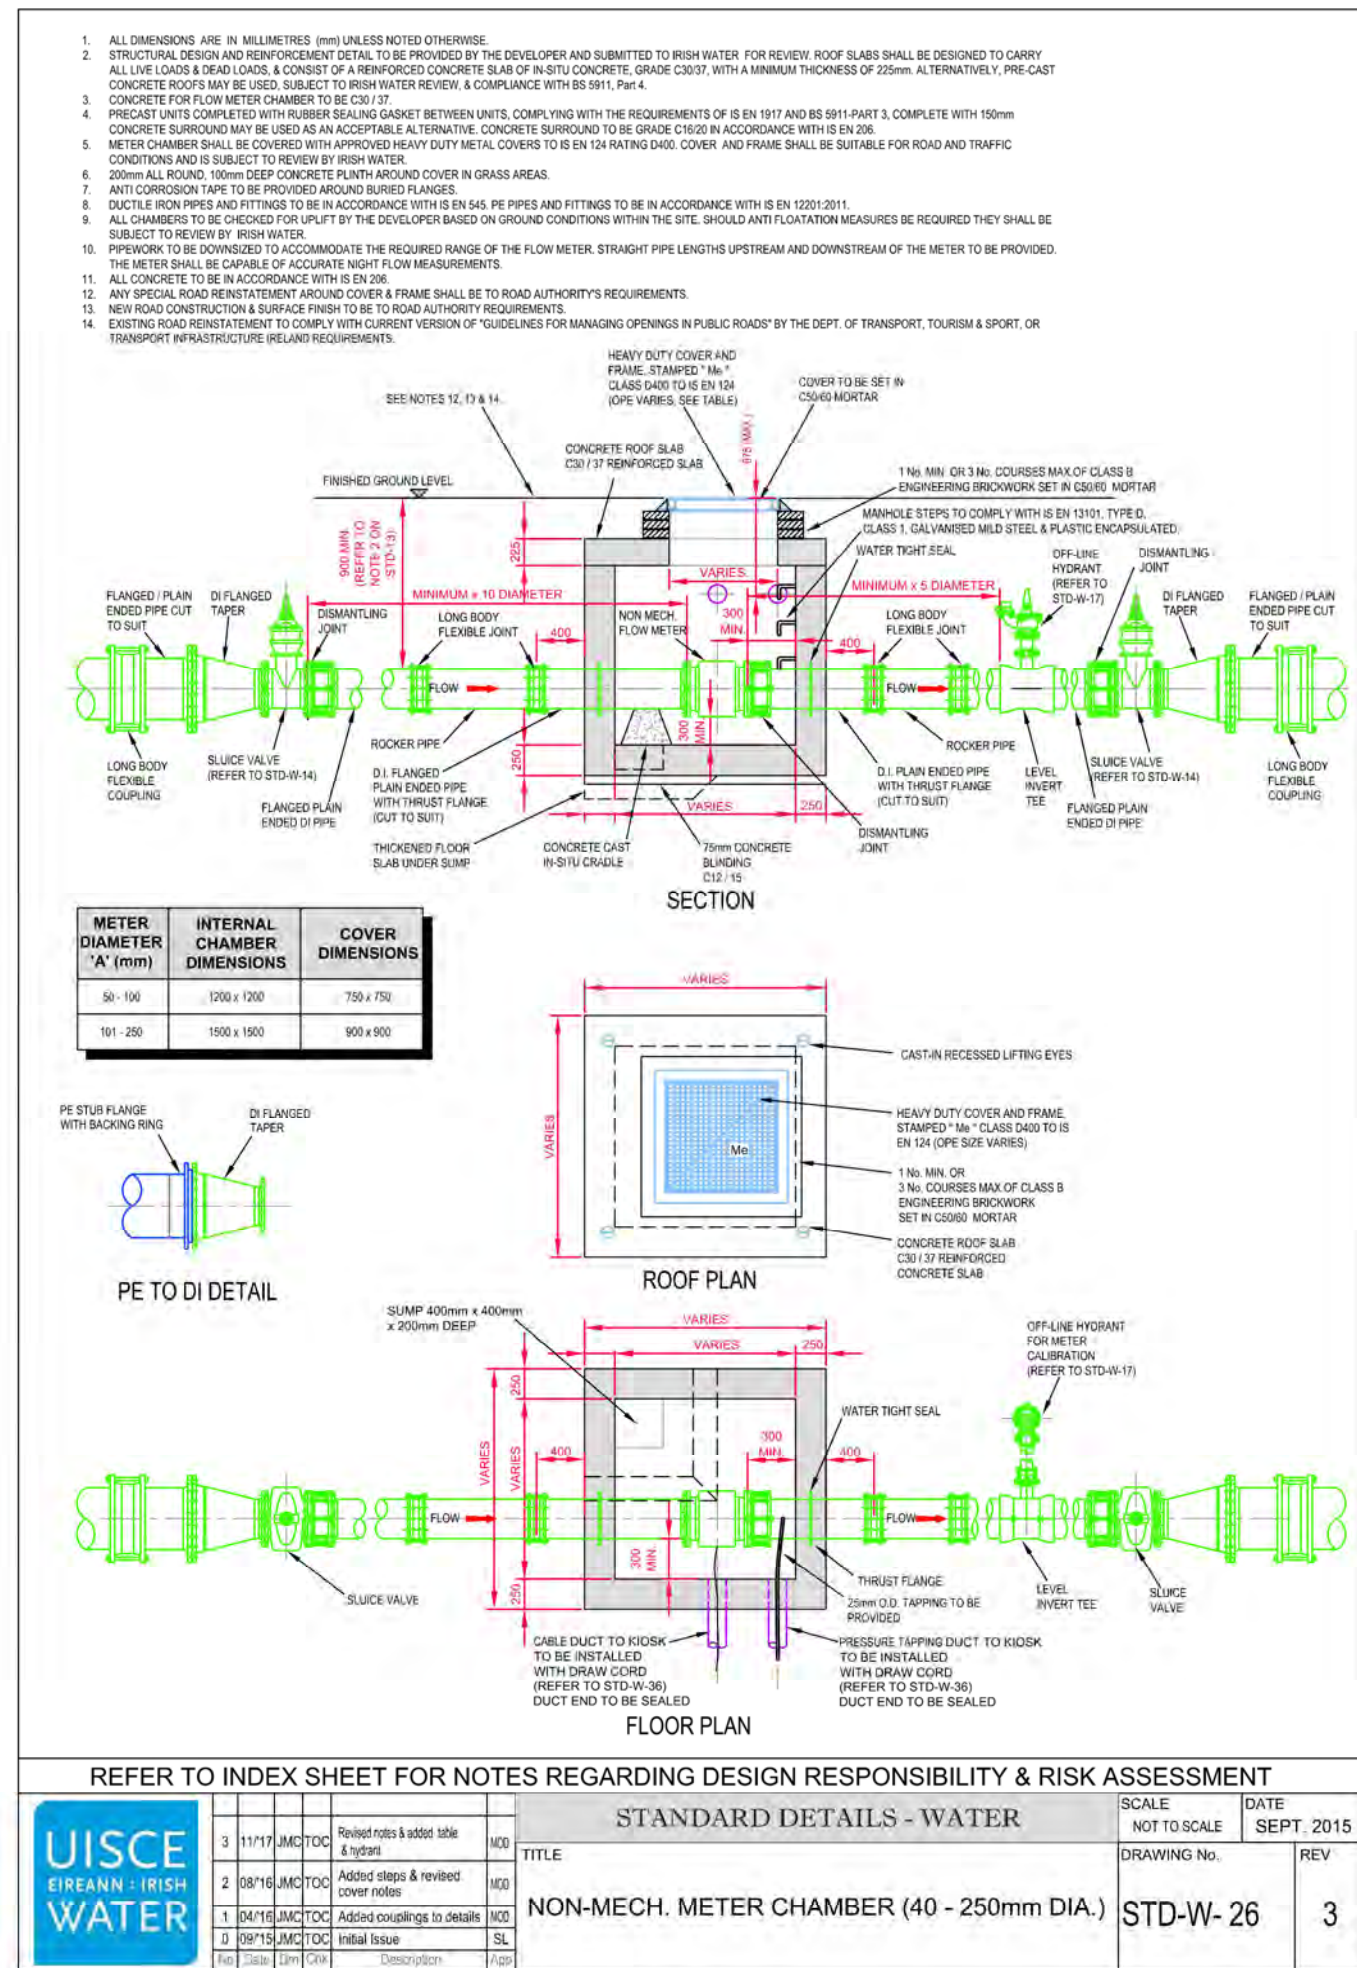 1. ALL DIMENSIONS ARE IN MILLIMETRES (mm) UNLESS NOTED OTHERWISE.
2. STRUCTURAL DESIGN AND REINFORCEMENT DETAIL TO BE PROVIDED BY THE DEVELOPER AND SUBMITTED TO IRISH WATER FOR REVIEW. ROOF SLABS SHALL BE DESIGNED TO CARRY
ALL LIVE LOADS & DEAD LOADS, & CONSIST OF A REINFORCED CONCRETE SLAB OF IN-SITU CONCRETE, GRADE C30/37, WITH A MINIMUM THICKNESS OF 225mm. ALTERNATIVELY, PRE-CAST
CONCRETE ROOFS MAY BE USED, SUBJECT TO IRISH WATER REVIEW, & COMPLIANCE WITH BS 5911, Part 4.
3. CONCRETE FOR FLOW METER CHAMBER TO BE C30 / 37.
4. PRECAST UNITS COMPLETED WITH RUBBER SEALING GASKET BETWEEN UNITS, COMPLYING WITH THE REQUIREMENTS OF IS EN 1917 AND BS 5911-PART 3, COMPLETE WITH 150mm
CONCRETE SURROUND MAY BE USED AS AN ACCEPTABLE ALTERNATIVE. CONCRETE SURROUND TO BE GRADE C16/20 IN ACCORDANCE WITH IS EN 206.
5. METER CHAMBER SHALL BE COVERED WITH APPROVED HEAVY DUTY METAL COVERS TO IS EN 124 RATING D400. COVER AND FRAME SHALL BE SUITABLE FOR ROAD AND TRAFFIC
CONDITIONS AND IS SUBJECT TO REVIEW BY IRISH WATER.
6. 200mm ALL ROUND, 100mm DEEP CONCRETE PLINTH AROUND COVER IN GRASS AREAS.
7. ANTI CORROSION TAPE TO BE PROVIDED AROUND BURIED FLANGES.
8. DUCTILE IRON PIPES AND FITTINGS TO BE IN ACCORDANCE WITH IS EN 545. PE PIPES AND FITTINGS TO BE IN ACCORDANCE WITH IS EN 12201:2011.
9. ALL CHAMBERS TO BE CHECKED FOR UPLIFT BY THE DEVELOPER BASED ON GROUND CONDITIONS WITHIN THE SITE. SHOULD ANTI FLOATATION MEASURES BE REQUIRED THEY SHALL BE
SUBJECT TO REVIEW BY IRISH WATER.
10. PIPEWORK TO BE DOWNSIZED TO ACCOMMODATE THE REQUIRED RANGE OF THE FLOW METER. STRAIGHT PIPE LENGTHS UPSTREAM AND DOWNSTREAM OF THE METER TO BE PROVIDED.
THE METER SHALL BE CAPABLE OF ACCURATE NIGHT FLOW MEASUREMENTS.
11. ALL CONCRETE TO BE IN ACCORDANCE WITH IS EN 206.
12. ANY SPECIAL ROAD REINSTATEMENT AROUND COVER & FRAME SHALL BE TO ROAD AUTHORITY'S REQUIREMENTS.
13. NEW ROAD CONSTRUCTION & SURFACE FINISH TO BE TO ROAD AUTHORITY REQUIREMENTS.
14. EXISTING ROAD REINSTATEMENT TO COMPLY WITH CURRENT VERSION OF "GUIDELINES FOR MANAGING OPENINGS IN PUBLIC ROADS" BY THE DEPT. OF TRANSPORT, TOURISM & SPORT, OR
TRANSPORT INFRASTRUCTURE IRELAND REQUIREMENTS.
HEAVY DUTY COVER AND
FRAME, STAMPED " Me "
CLASS D400 TO IS EN 124
(OPE VARIES, SEE TABLE)
COVER TO BE SET IN
C50/60 MORTAR
SEE NOTES 12, 13 & 14
675 (MAX.)
CONCRETE ROOF SLAB
C30 / 37 REINFORCED SLAB
FINISHED GROUND LEVEL
1 No. MIN. OR 3 No. COURSES MAX. OF CLASS B
ENGINEERING BRICKWORK SET IN C50/60 MORTAR
MANHOLE STEPS TO COMPLY WITH IS EN 13101, TYPE D,
CLASS 1, GALVANISED MILD STEEL & PLASTIC ENCAPSULATED.
900 MIN.
(REFER TO
NOTE 2 ON
STD-13)
225
WATER TIGHT SEAL
OFF-LINE
HYDRANT
(REFER TO
STD-W-17)
DISMANTLING
JOINT
VARIES
MINIMUM x 10 DIAMETER
MINIMUM x 5 DIAMETER
FLANGED / PLAIN
ENDED PIPE CUT
TO SUIT
DI FLANGED
TAPER
DISMANTLING
JOINT
LONG BODY
FLEXIBLE JOINT
400
NON MECH.
FLOW METER
300
MIN.
400
LONG BODY
FLEXIBLE JOINT
DI FLANGED
TAPER
FLANGED / PLAIN
ENDED PIPE CUT
TO SUIT
FLOW
FLOW
300
MIN.
250
ROCKER PIPE
ROCKER PIPE
LONG BODY
FLEXIBLE
COUPLING
SLUICE VALVE
(REFER TO STD-W-14)
FLANGED PLAIN
ENDED DI PIPE
D.I. FLANGED
PLAIN ENDED PIPE
WITH THRUST FLANGE
(CUT TO SUIT)
VARIES
250
D.I. PLAIN ENDED PIPE
WITH THRUST FLANGE
(CUT TO SUIT)
LEVEL
INVERT
TEE
SLUICE VALVE
(REFER TO STD-W-14)
FLANGED PLAIN
ENDED DI PIPE
LONG BODY
FLEXIBLE
COUPLING
THICKENED FLOOR
SLAB UNDER SUMP
CONCRETE CAST
IN-SITU CRADLE
75mm CONCRETE
BLINDING
C12 / 15
DISMANTLING
JOINT
SECTION
METER
DIAMETER
'A' (mm)
INTERNAL
CHAMBER
DIMENSIONS
COVER
DIMENSIONS
50 - 100
1200 x 1200
750 x 750
101 - 250
1500 x 1500
900 x 900
VARIES
VARIES
Me
CAST-IN RECESSED LIFTING EYES
HEAVY DUTY COVER AND FRAME,
STAMPED " Me " CLASS D400 TO IS
EN 124 (OPE SIZE VARIES)
1 No. MIN. OR
3 No. COURSES MAX. OF CLASS B
ENGINEERING BRICKWORK
SET IN C50/60 MORTAR
CONCRETE ROOF SLAB
C30 / 37 REINFORCED
CONCRETE SLAB
ROOF PLAN
PE STUB FLANGE
WITH BACKING RING
DI FLANGED
TAPER
PE TO DI DETAIL
SUMP 400mm x 400mm
x 200mm DEEP
VARIES
VARIES
250
250
VARIES
VARIES
400
300
MIN.
400
WATER TIGHT SEAL
OFF-LINE HYDRANT
FOR METER
CALIBRATION
(REFER TO STD-W-17)
FLOW
FLOW
300
MIN.
250
SLUICE VALVE
THRUST FLANGE
25mm O.D. TAPPING TO BE
PROVIDED
LEVEL
INVERT TEE
SLUICE
VALVE
CABLE DUCT TO KIOSK
TO BE INSTALLED
WITH DRAW CORD
(REFER TO STD-W-36)
DUCT END TO BE SEALED
PRESSURE TAPPING DUCT TO KIOSK
TO BE INSTALLED
WITH DRAW CORD
(REFER TO STD-W-36)
DUCT END TO BE SEALED
FLOOR PLAN
REFER TO INDEX SHEET FOR NOTES REGARDING DESIGN RESPONSIBILITY & RISK ASSESSMENT
UISCE
EIREANN : IRISH
WATER
3 11/17 JMC TOC Revised notes & added table & hydrant MOD
2 08/16 JMC TOC Added steps & revised cover notes MOD
1 04/16 JMC TOC Added couplings to details MOD
0 09/15 JMC TOC Initial Issue SL
No Date Drn Chk Description App
STANDARD DETAILS - WATER
TITLE
NON-MECH. METER CHAMBER (40 - 250mm DIA.)
SCALE
NOT TO SCALE
DATE
SEPT. 2015
DRAWING No.
STD-W- 26
REV
3